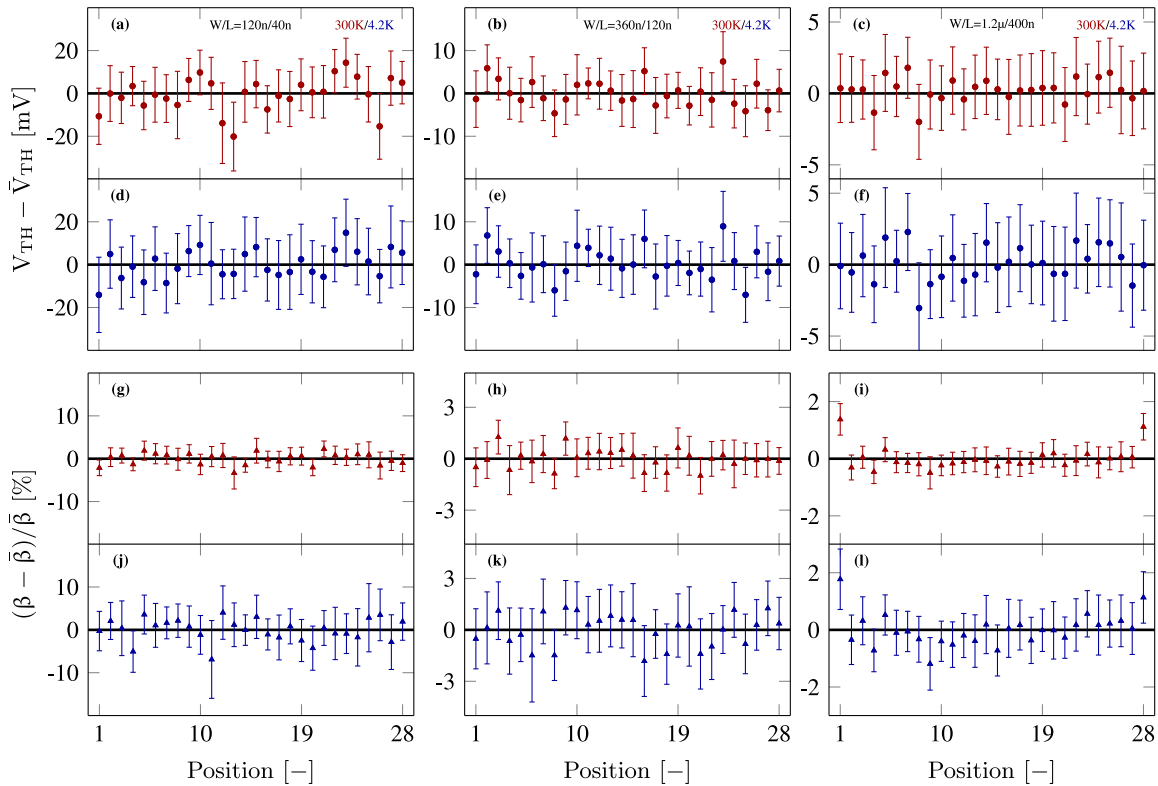 (a) W/L=120n/40n 300K/4.2K
(b) W/L=360n/120n 300K/4.2K
(c) W/L=1.2μ/400n 300K/4.2K
20
0
-20
10
0
-10
5
0
-5
V_TH − V̄_TH [mV]
(d)
(e)
(f)
20
0
-20
10
0
-10
5
0
-5
(g)
(h)
(i)
10
0
-10
3
0
-3
2
0
-2
(β − β̄)/β̄ [%]
(j)
(k)
(l)
10
0
-10
3
0
-3
2
0
-2
1 10 19 28
1 10 19 28
1 10 19 28
Position [−]
Position [−]
Position [−]